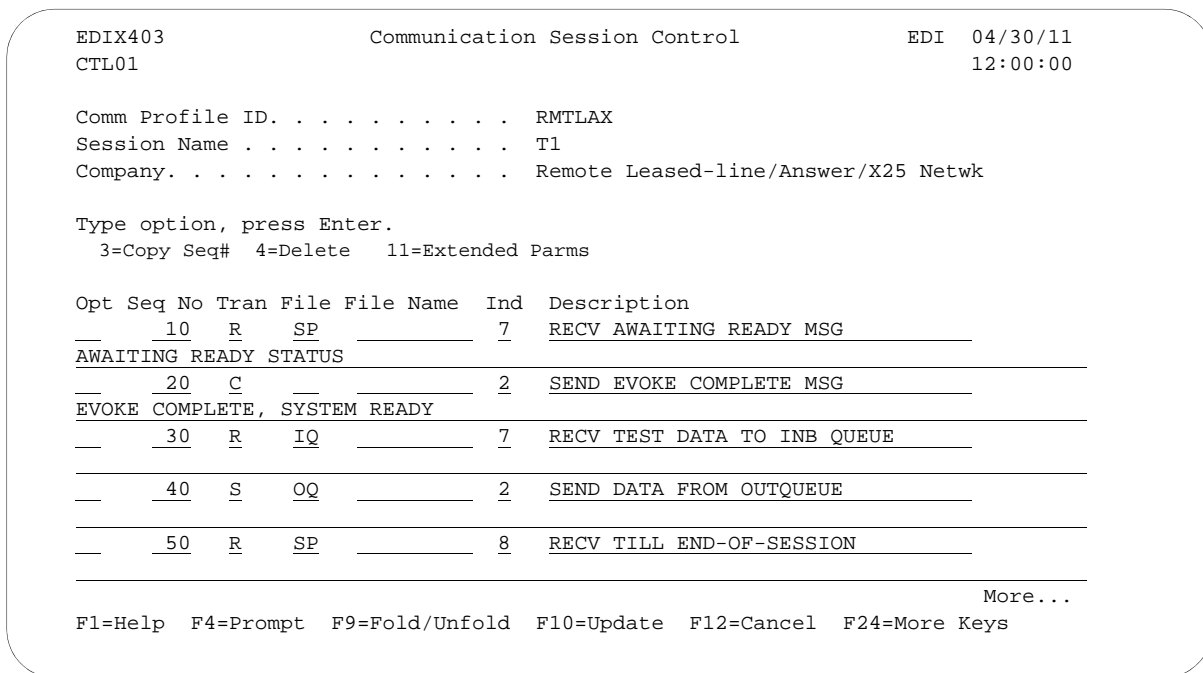 EDIX403 Communication Session Control EDI 04/30/11
CTL01 12:00:00
Comm Profile ID. . . . . . . . . . RMTLAX
Session Name . . . . . . . . . . . T1
Company. . . . . . . . . . . . . . Remote Leased-line/Answer/X25 Netwk
Type option, press Enter.
3=Copy Seq# 4=Delete 11=Extended Parms
Opt Seq No Tran File File Name Ind Description
10 R SP 7 RECV AWAITING READY MSG
AWAITING READY STATUS
20 C 2 SEND EVOKE COMPLETE MSG
EVOKE COMPLETE, SYSTEM READY
30 R IQ 7 RECV TEST DATA TO INB QUEUE
40 S OQ 2 SEND DATA FROM OUTQUEUE
50 R SP 8 RECV TILL END-OF-SESSION
More...
F1=Help F4=Prompt F9=Fold/Unfold F10=Update F12=Cancel F24=More Keys